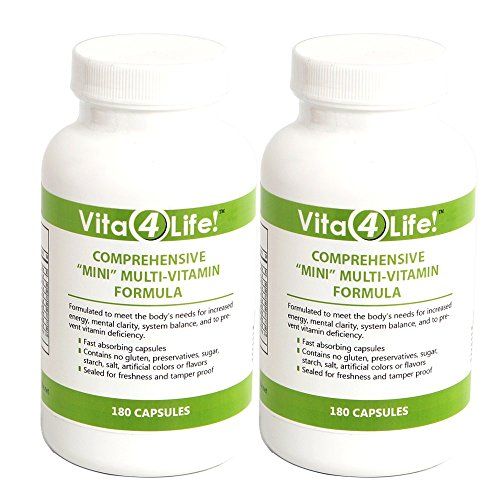 Vita4Life!™
COMPREHENSIVE
"MINI" MULTI-VITAMIN
FORMULA
Formulated to meet the body's needs for increased
energy, mental clarity, system balance, and to pre-
vent vitamin deficiency.
Fast absorbing capsules
Contains no gluten, preservatives, sugar,
starch, salt, artificial colors or flavors
Sealed for freshness and tamper proof
180 CAPSULES
Vita4Life!™
COMPREHENSIVE
"MINI" MULTI-VITAMIN
FORMULA
Formulated to meet the body's needs for increased
energy, mental clarity, system balance, and to pre-
vent vitamin deficiency.
Fast absorbing capsules
Contains no gluten, preservatives, sugar,
starch, salt, artificial colors or flavors
Sealed for freshness and tamper proof
180 CAPSULES